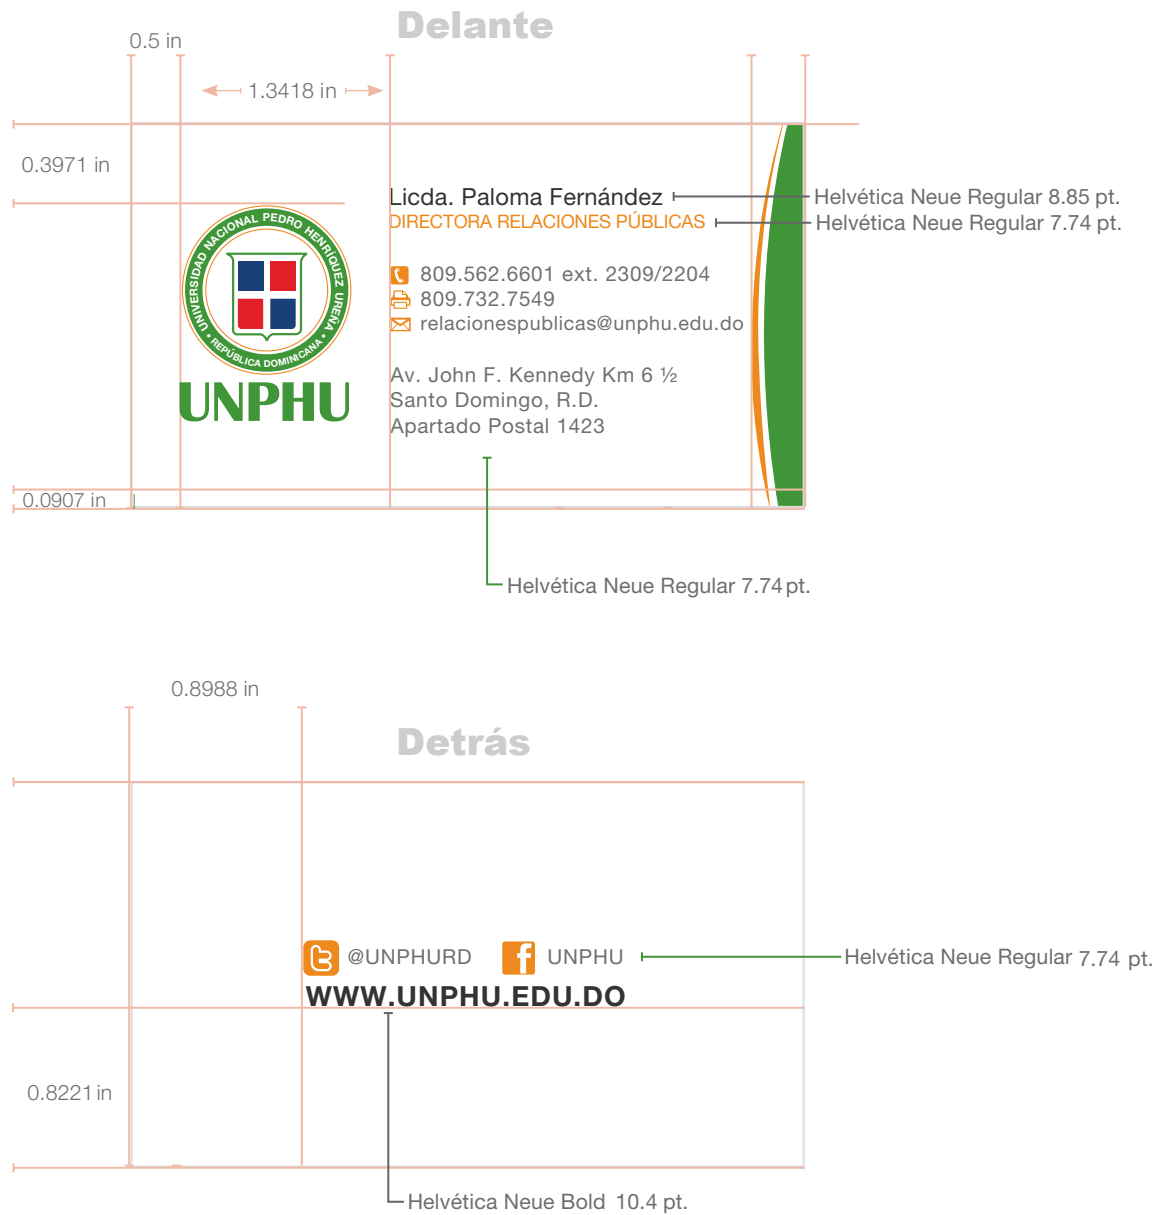 Delante
0.5 in
1.3418 in
0.3971 in
Licda. Paloma Fernández
Helvética Neue Regular 8.85 pt.
DIRECTORA RELACIONES PÚBLICAS
Helvética Neue Regular 7.74 pt.
UNIVERSIDAD NACIONAL PEDRO HENRÍQUEZ UREÑA
• REPÚBLICA DOMINICANA •
UNPHU
809.562.6601 ext. 2309/2204
809.732.7549
relacionespublicas@unphu.edu.do
Av. John F. Kennedy Km 6 ½
Santo Domingo, R.D.
Apartado Postal 1423
0.0907 in
Helvética Neue Regular 7.74 pt.
0.8988 in
Detrás
@UNPHURD
UNPHU
Helvética Neue Regular 7.74 pt.
WWW.UNPHU.EDU.DO
0.8221 in
Helvética Neue Bold 10.4 pt.